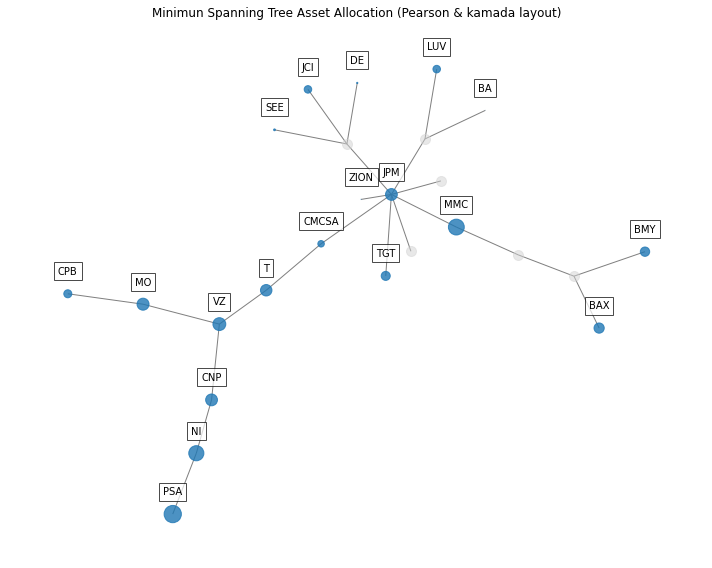 Minimun Spanning Tree Asset Allocation (Pearson & kamada layout)
LUV
DE
JCI
BA
SEE
JPM
ZION
MMC
CMCSA
BMY
TGT
T
CPB
MO
VZ
BAX
CNP
NI
PSA